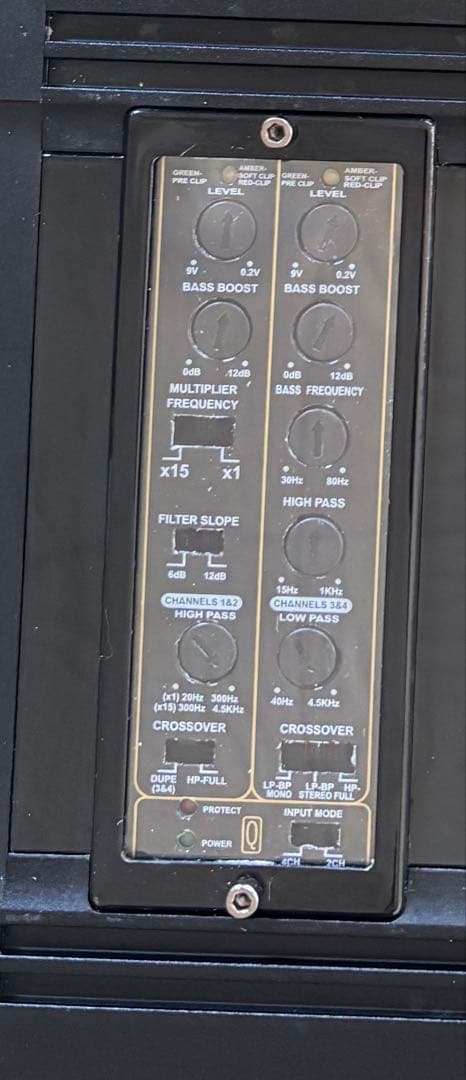 GREEN-
PRE CLIP
AMBER-
SOFT CLIP
RED-CLIP
LEVEL
9V 0.2V
BASS BOOST
0dB 12dB
MULTIPLIER
FREQUENCY
x15 x1
FILTER SLOPE
6dB 12dB
CHANNELS 1&2
HIGH PASS
(x1) 20Hz 300Hz
(x15) 300Hz 4.5KHz
CROSSOVER
DUPE HP-FULL
(3&4)
GREEN-
PRE CLIP
AMBER-
SOFT CLIP
RED-CLIP
LEVEL
9V 0.2V
BASS BOOST
0dB 12dB
BASS FREQUENCY
30Hz 80Hz
HIGH PASS
15Hz 1KHz
CHANNELS 3&4
LOW PASS
40Hz 4.5KHz
CROSSOVER
LP-BP LP-BP HP-
MONO STEREO FULL
PROTECT
POWER
Q
INPUT MODE
4CH 2CH